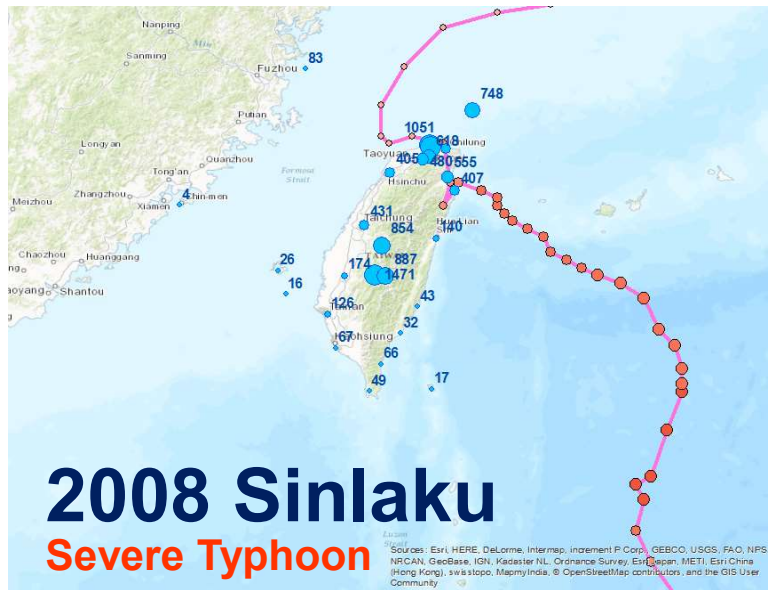 Nanping
Min
83
Sanming
Fuzhou
748
Putian
1051
618
Longyan
Taoyuan
405
480
555
Quanzhou
Formosa
Strait
Tong'an
Hsinchu
407
Zhangzhou
Xiamen
4
Chin-men
Meizhou
431
Taichung
140
854
Chaozhou
Huanggang
TAIWAN
26
174
887
1471
Shantou
16
43
126
Tainan
32
67
Kaohsiung
66
49
17
2008 Sinlaku
Luzon
Strait
Severe Typhoon
Sources: Esri, HERE, DeLorme, Intermap, increment P Corp., GEBCO, USGS, FAO, NPS,
NRCAN, GeoBase, IGN, Kadaster NL, Ordnance Survey, Esri Japan, METI, Esri China
(Hong Kong), swisstopo, MapmyIndia, © OpenStreetMap contributors, and the GIS User
Community